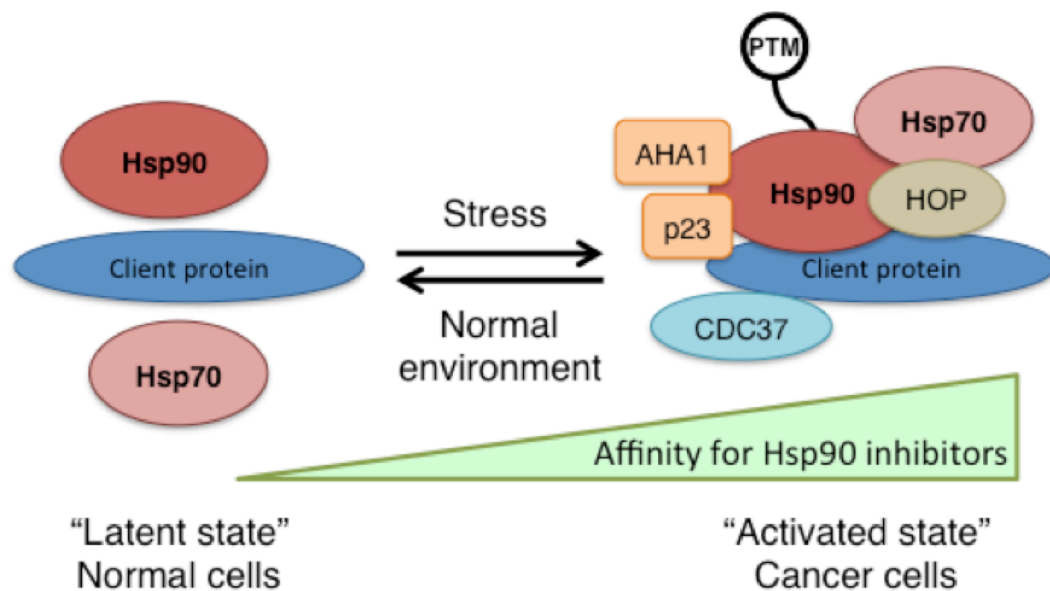 PTM
Hsp90
Client protein
Hsp70
Stress
Normal
environment
AHA1
p23
Hsp90
Hsp70
HOP
Client protein
CDC37
Affinity for Hsp90 inhibitors
“Latent state”
Normal cells
“Activated state”
Cancer cells